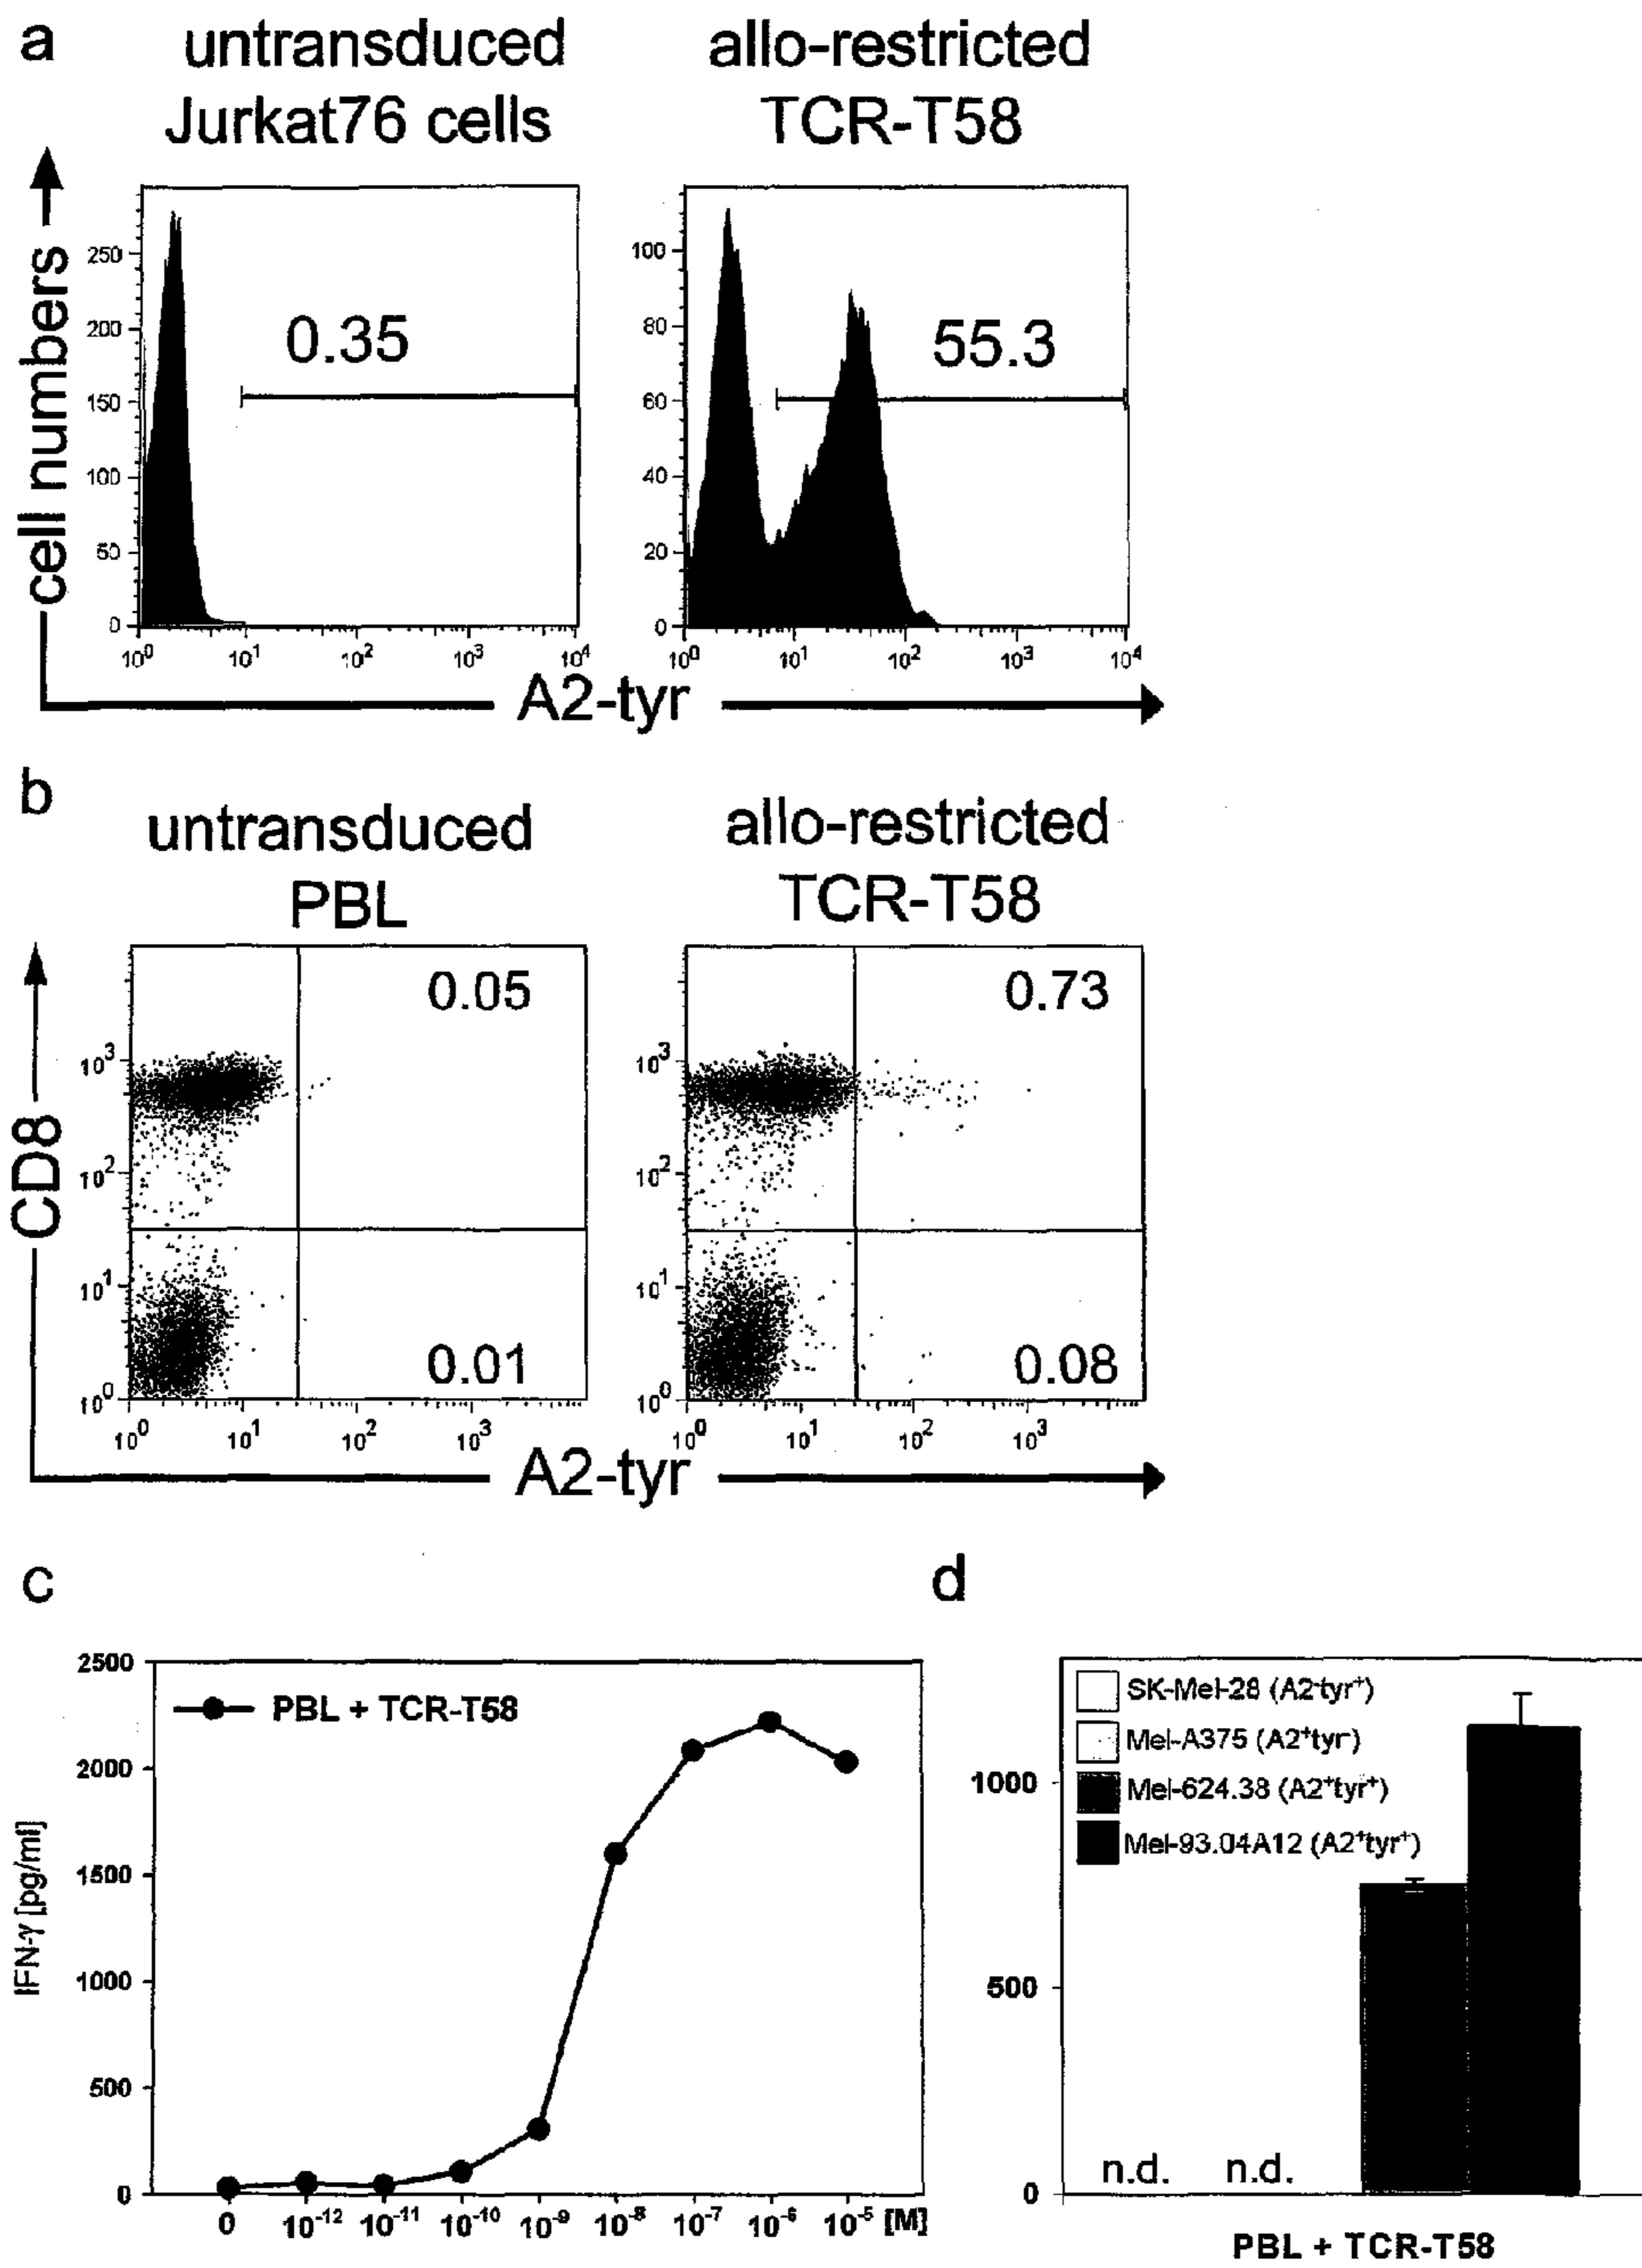 a
untransduced
Jurkat76 cells
allo-restricted
TCR-T58
cell numbers
250
200
150
100
50
0
0.35
10⁰ 10¹ 10² 10³ 10⁴
100
80
60
40
20
0
55.3
10⁰ 10¹ 10² 10³ 10⁴
A2-tyr
b
untransduced
PBL
allo-restricted
TCR-T58
CD8
10³
10²
10¹
10⁰
0.05
0.01
10⁰ 10¹ 10² 10³
10³
10²
10¹
10⁰
0.73
0.08
10⁰ 10¹ 10² 10³
A2-tyr
c
IFN-γ [pg/ml]
2500
2000
1500
1000
500
0
PBL + TCR-T58
0 10⁻¹² 10⁻¹¹ 10⁻¹⁰ 10⁻⁹ 10⁻⁸ 10⁻⁷ 10⁻⁶ 10⁻⁵ [M]
d
SK-Mel-28 (A2⁻tyr⁺)
Mel-A375 (A2⁺tyr⁻)
Mel-624.38 (A2⁺tyr⁺)
Mel-93.04A12 (A2⁺tyr⁺)
1000
500
0
n.d. n.d.
PBL + TCR-T58